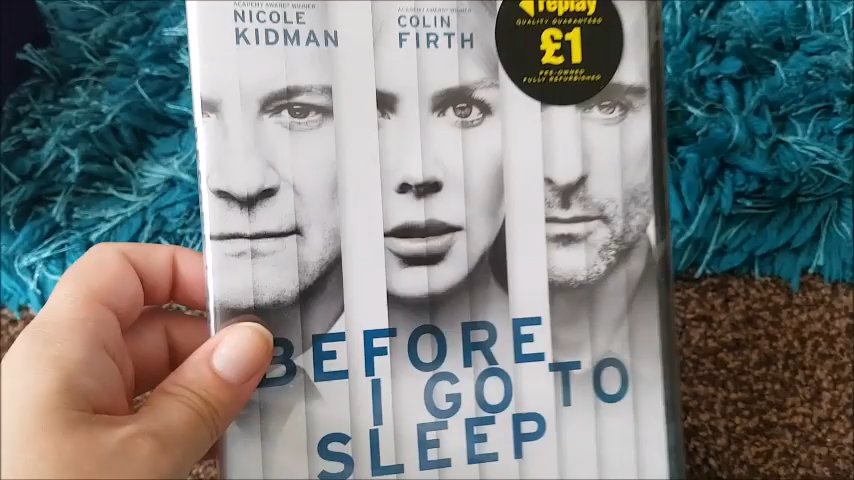 ACADEMY AWARD WINNER
NICOLE
KIDMAN
ACADEMY AWARD WINNER
COLIN
FIRTH
replay
QUALITY GUARANTEED
£1
PRE-OWNED
FULLY REFURBISHED
BEFORE
I GO TO
SLEEP